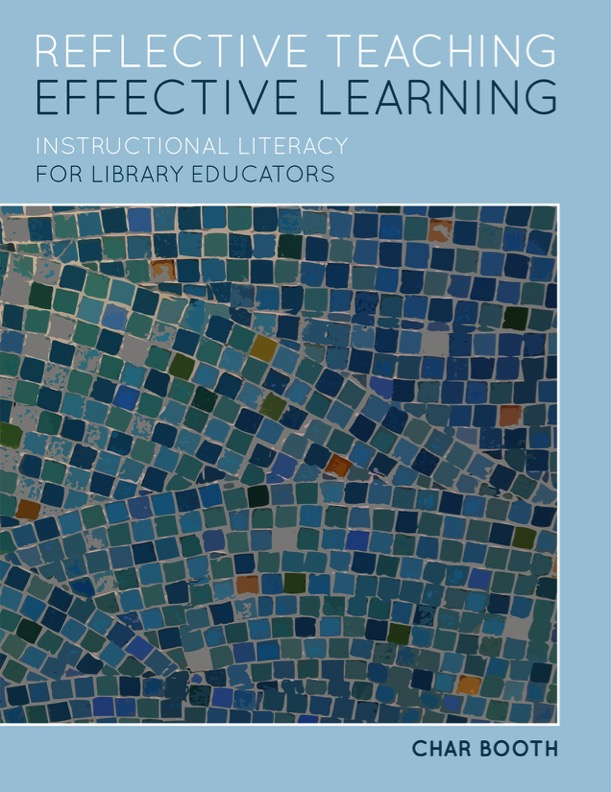 REFLECTIVE TEACHING
EFFECTIVE LEARNING
INSTRUCTIONAL LITERACY
FOR LIBRARY EDUCATORS
CHAR BOOTH